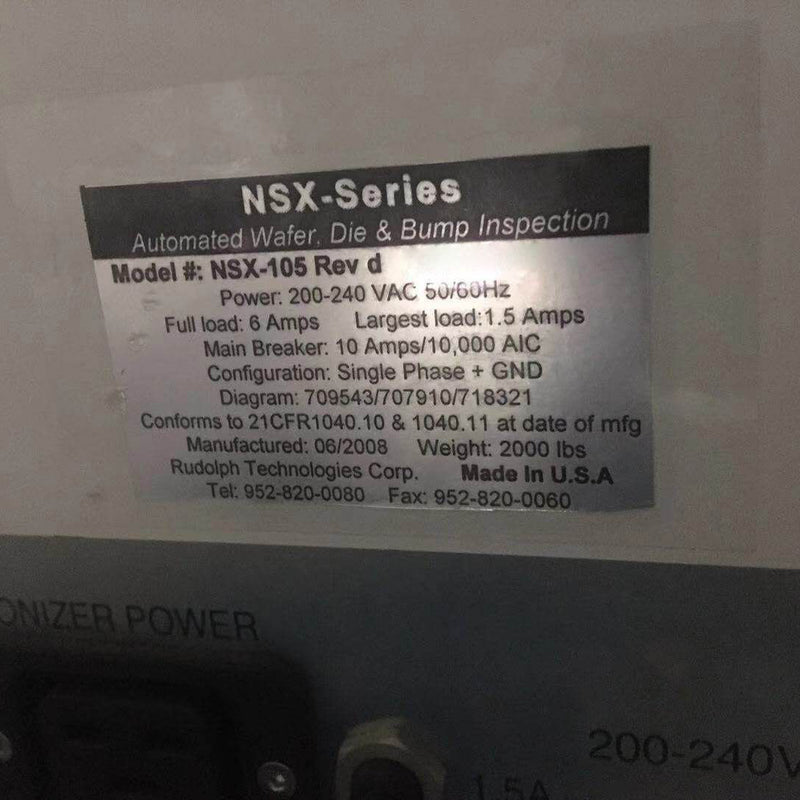 NSX-Series
Automated Wafer, Die & Bump Inspection
Model #: NSX-105 Rev d
Power: 200-240 VAC 50/60Hz
Full load: 6 Amps Largest load:1.5 Amps
Main Breaker: 10 Amps/10,000 AIC
Configuration: Single Phase + GND
Diagram: 709543/707910/718321
Conforms to 21CFR1040.10 & 1040.11 at date of mfg
Manufactured: 06/2008 Weight: 2000 lbs
Rudolph Technologies Corp. Made In U.S.A
Tel: 952-820-0080 Fax: 952-820-0060
ONIZER POWER
200-240V
1.5A